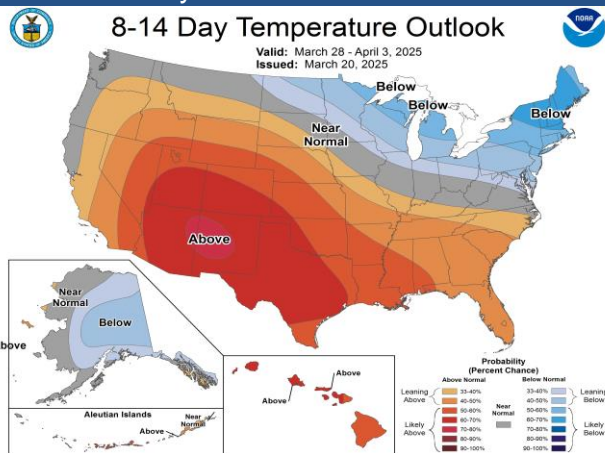 8-14 Day Temperature Outlook
Valid: March 28 - April 3, 2025
Issued: March 20, 2025
NOAA
Below
Below
Below
Near
Normal
Above
Near
Normal
Below
Above
Aleutian Islands
Near
Normal
Above
Above
Above
Probability
(Percent Chance)
Above Normal
Below Normal
Leaning
Above
33-40%
40-50%
50-60%
60-70%
70-80%
80-90%
90-100%
Likely
Above
Near
Normal
33-40%
40-50%
50-60%
60-70%
70-80%
80-90%
90-100%
Leaning
Below
Likely
Below